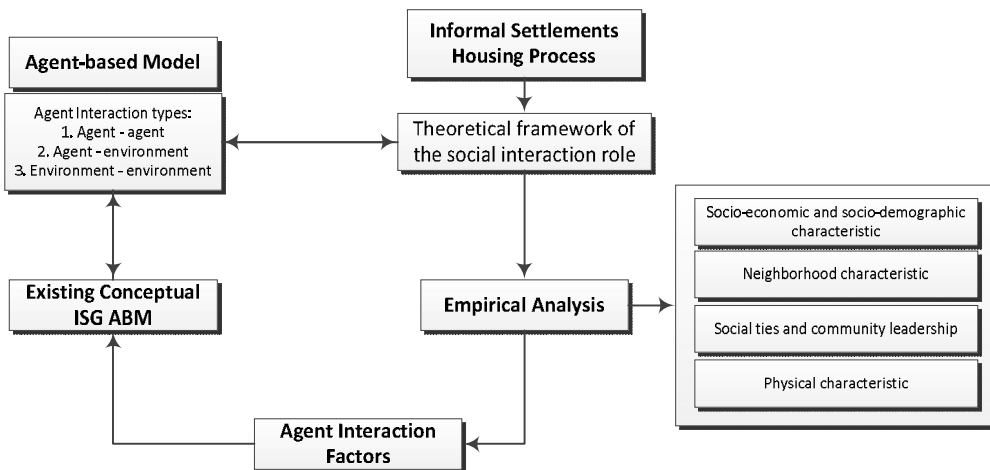 Informal Settlements
Housing Process
Agent-based Model
Agent Interaction types:
1. Agent - agent
2. Agent - environment
3. Environment - environment
Theoretical framework of
the social interaction role
Socio-economic and socio-demographic
characteristic
Neighborhood characteristic
Social ties and community leadership
Physical characteristic
Existing Conceptual
ISG ABM
Empirical Analysis
Agent Interaction
Factors